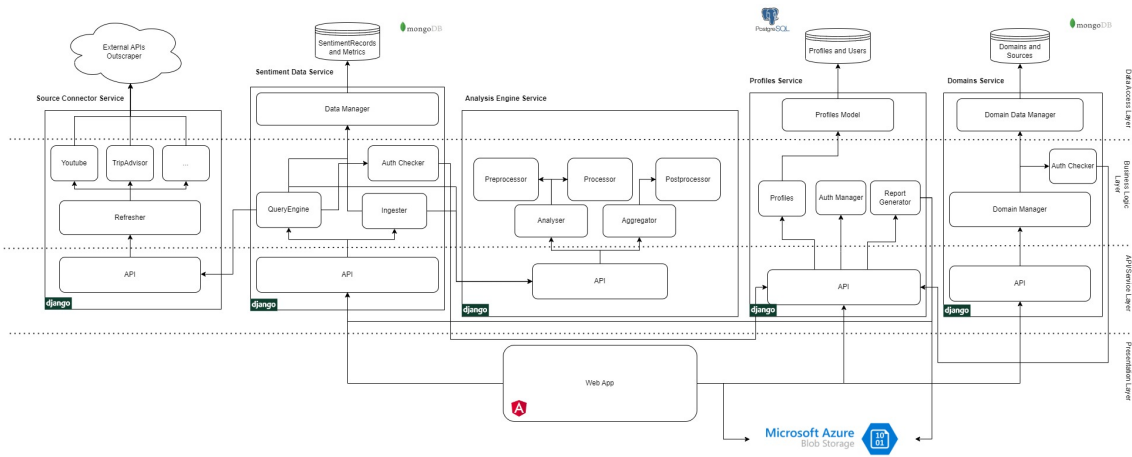 mongoDB
PostgreSQL
mongoDB
External APIs
Outscraper
SentimentRecords
and Metrics
Profiles and Users
Domains and
Sources
Sentiment Data Service
Profiles Service
Domains Service
Source Connector Service
Analysis Engine Service
Data Access Layer
Data Manager
Profiles Model
Domain Data Manager
Youtube
TripAdvisor
...
Auth Checker
Auth Checker
Business Logic
Layer
Preprocessor
Processor
Postprocessor
QueryEngine
Ingester
Profiles
Auth Manager
Report
Generator
Refresher
Analyser
Aggregator
Domain Manager
API/Service Layer
API
API
API
API
API
django
django
django
django
django
Presentation Layer
Web App
Microsoft Azure
Blob Storage
10
01